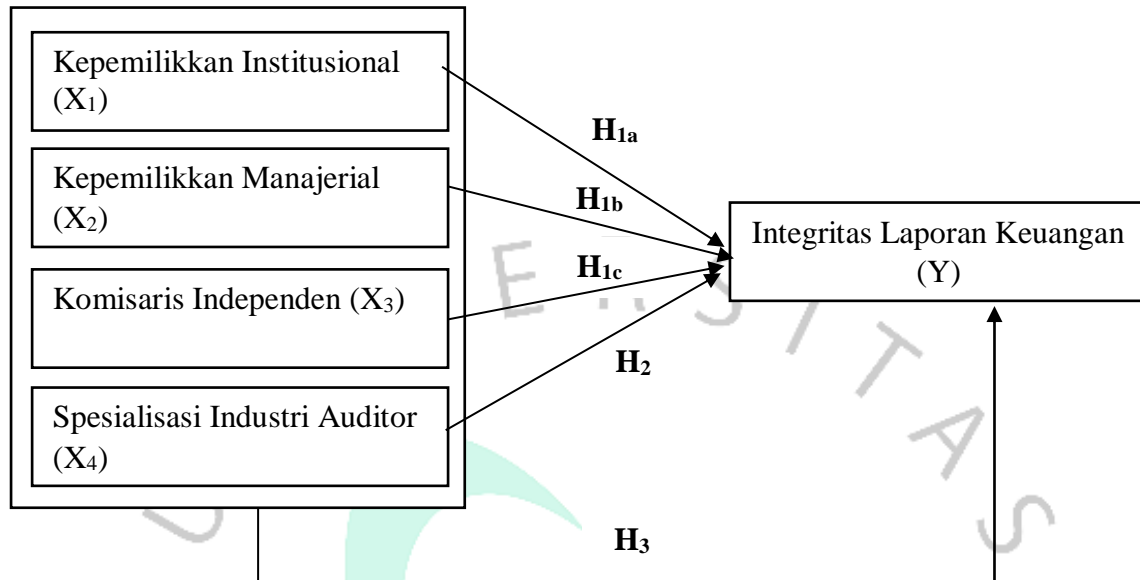 Kepemilikkan Institusional
(X₁)
H₁ₐ
Kepemilikkan Manajerial
(X₂)
H₁b
Integritas Laporan Keuangan
(Y)
Komisaris Independen (X₃)
H₁c
H₂
Spesialisasi Industri Auditor
(X₄)
H₃